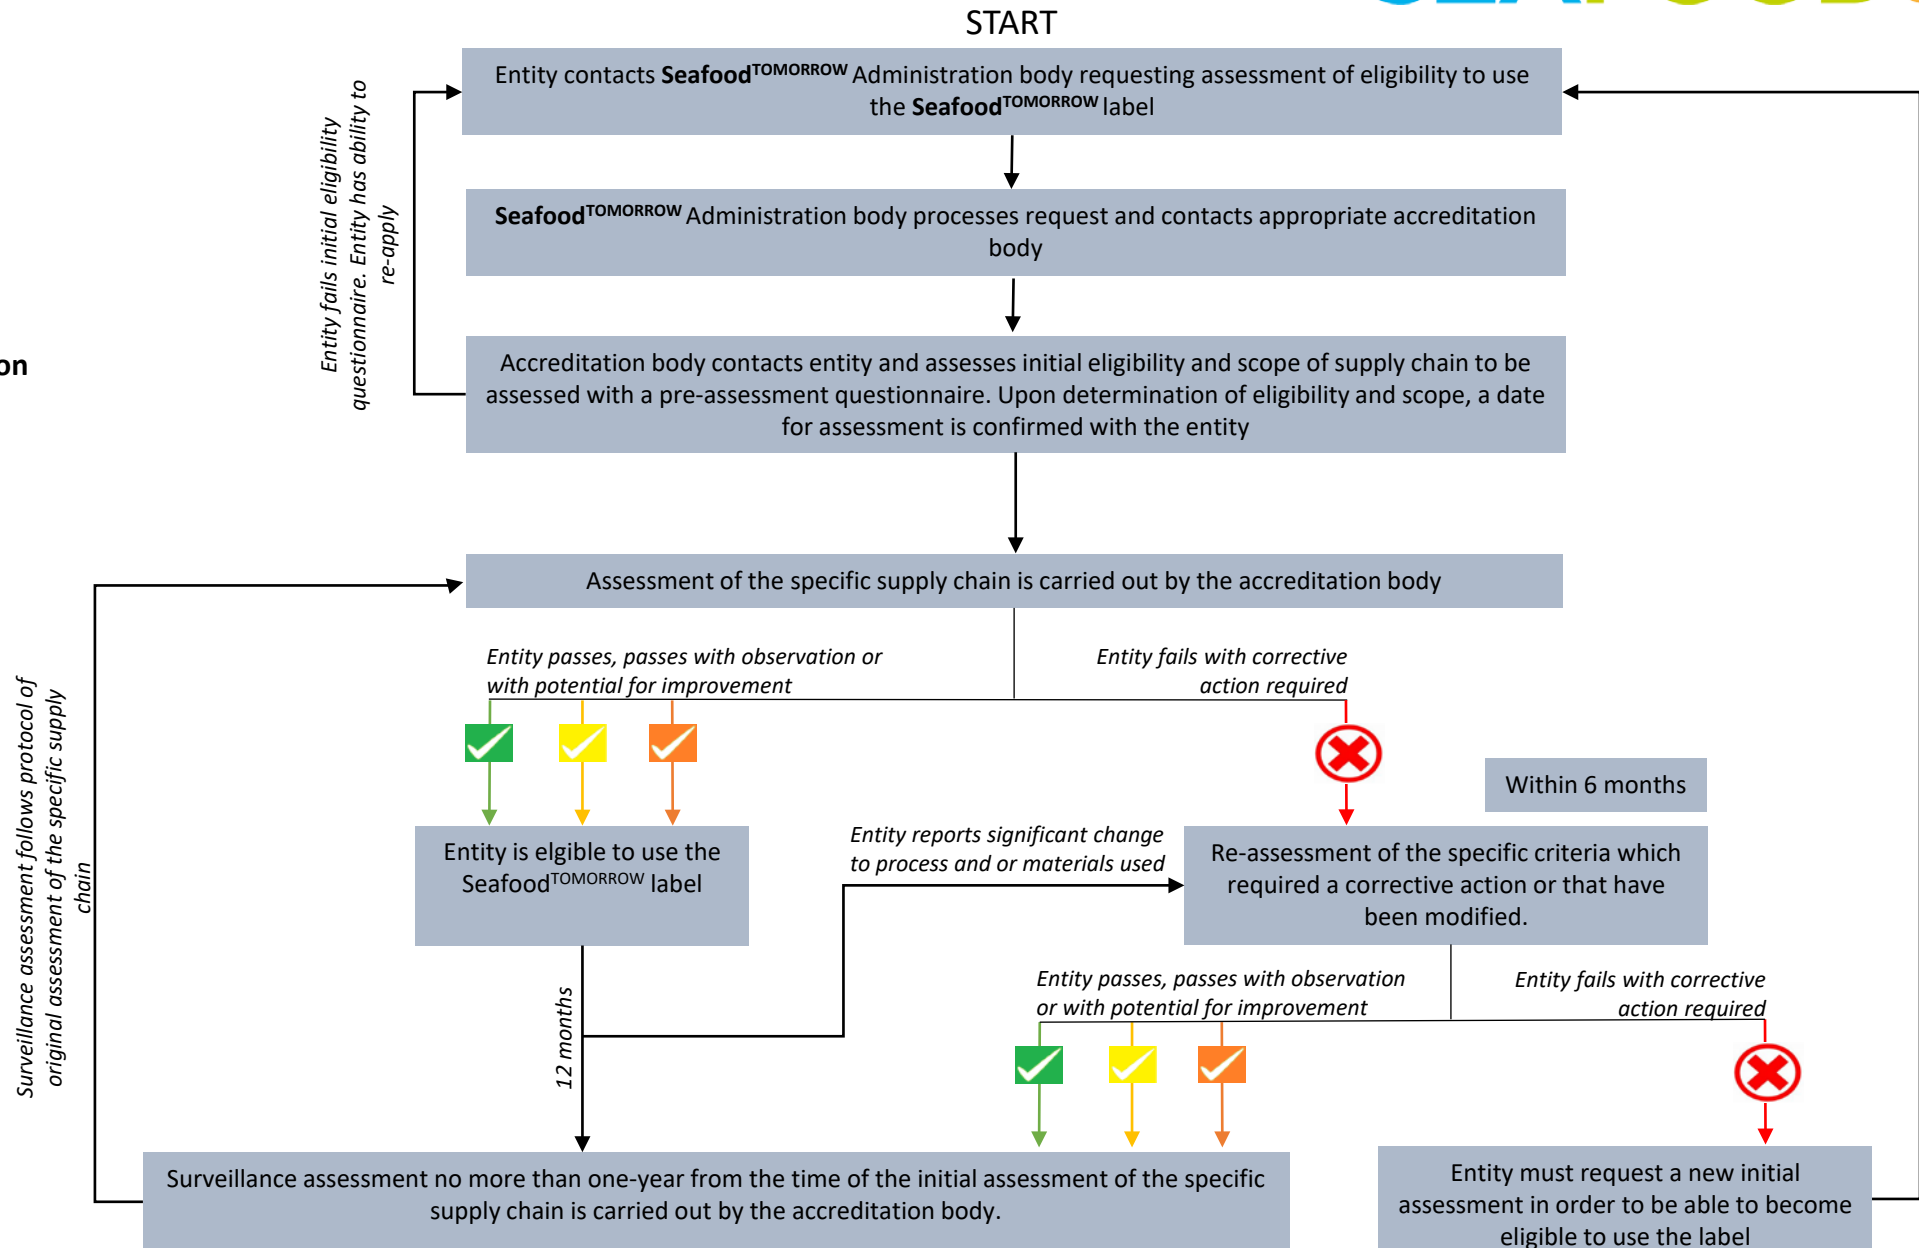 START
Entity contacts SeafoodTOMORROW Administration body requesting assessment of eligibility to use
the SeafoodTOMORROW label
Entity fails initial eligibility
questionnaire. Entity has ability to
re-apply
SeafoodTOMORROW Administration body processes request and contacts appropriate accreditation
body
on
Accreditation body contacts entity and assesses initial eligibility and scope of supply chain to be
assessed with a pre-assessment questionnaire. Upon determination of eligibility and scope, a date
for assessment is confirmed with the entity
Assessment of the specific supply chain is carried out by the accreditation body
Entity passes, passes with observation or
with potential for improvement
Entity fails with corrective
action required
Surveillance assessment follows protocol of
original assessment of the specific supply
chain
Within 6 months
Entity is elgible to use the
SeafoodTOMORROW label
Entity reports significant change
to process and or materials used
Re-assessment of the specific criteria which
required a corrective action or that have
been modified.
12 months
Entity passes, passes with observation
or with potential for improvement
Entity fails with corrective
action required
Surveillance assessment no more than one-year from the time of the initial assessment of the specific
supply chain is carried out by the accreditation body.
Entity must request a new initial
assessment in order to be able to become
eligible to use the label